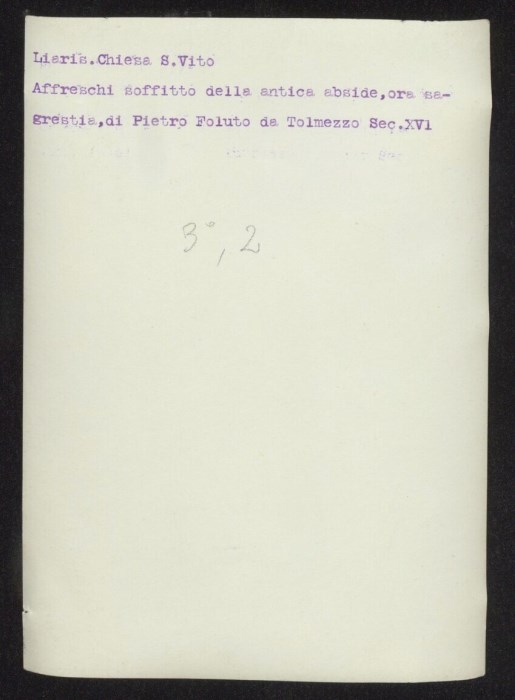 Liaris.Chiesa S.Vito
Affreschi soffitto della antica abside,ora sa-
grestia,di Pietro Foluto da Tolmezzo Sec.XVl
3°, 2